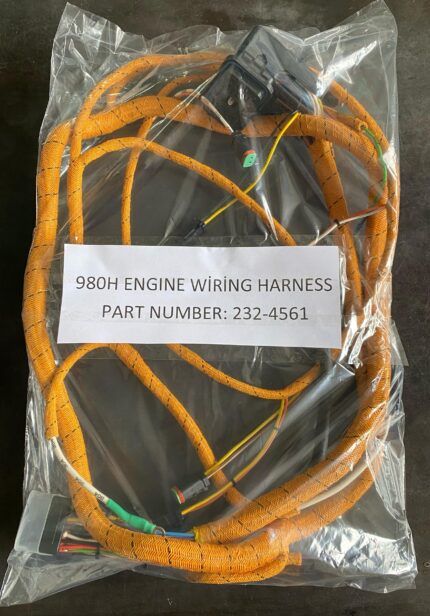 980H ENGINE WİRİNG HARNESS
PART NUMBER: 232-4561